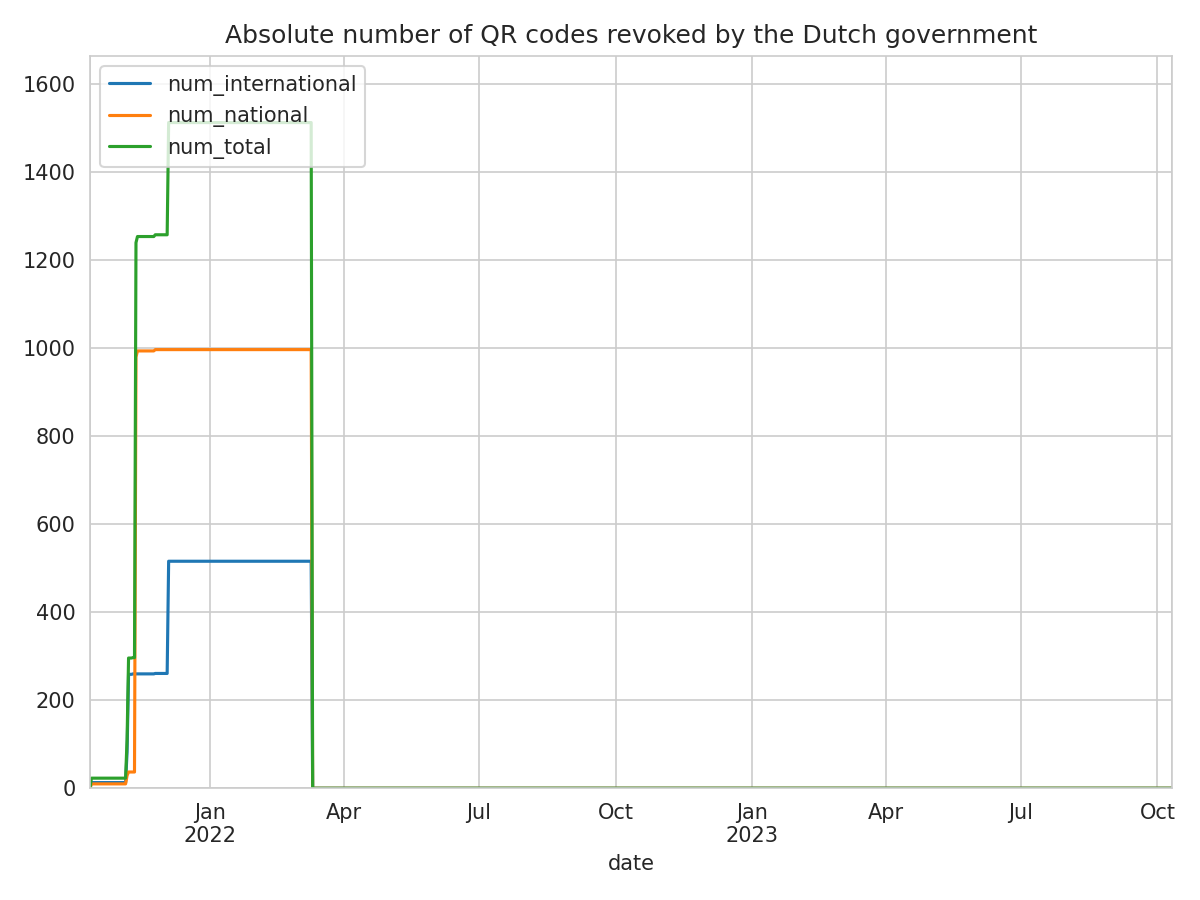 Absolute number of QR codes revoked by the Dutch government
num_international
num_national
num_total
1600
1400
1200
1000
800
600
400
200
0
Jan Apr Jul Oct Jan Apr Jul Oct
2022 2023
date